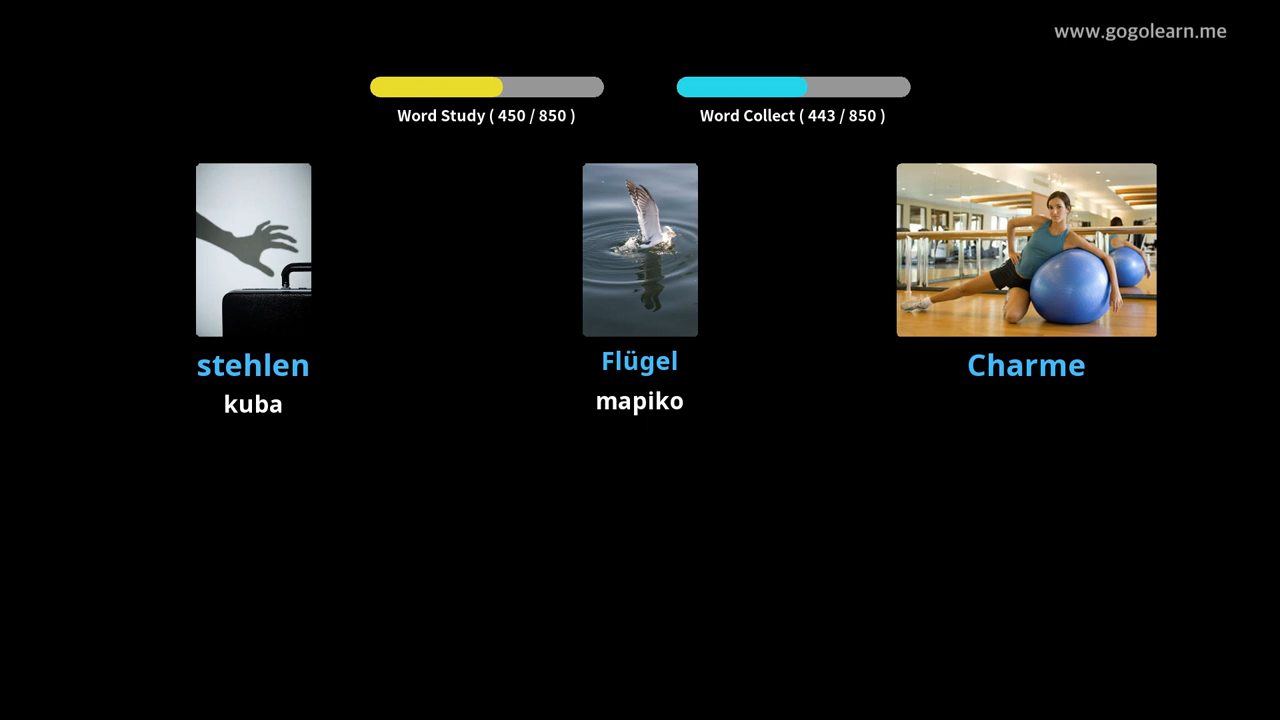 www.gogolearn.me
Word Study ( 450 / 850 )
Word Collect ( 443 / 850 )
stehlen
kuba
Flügel
mapiko
Charme